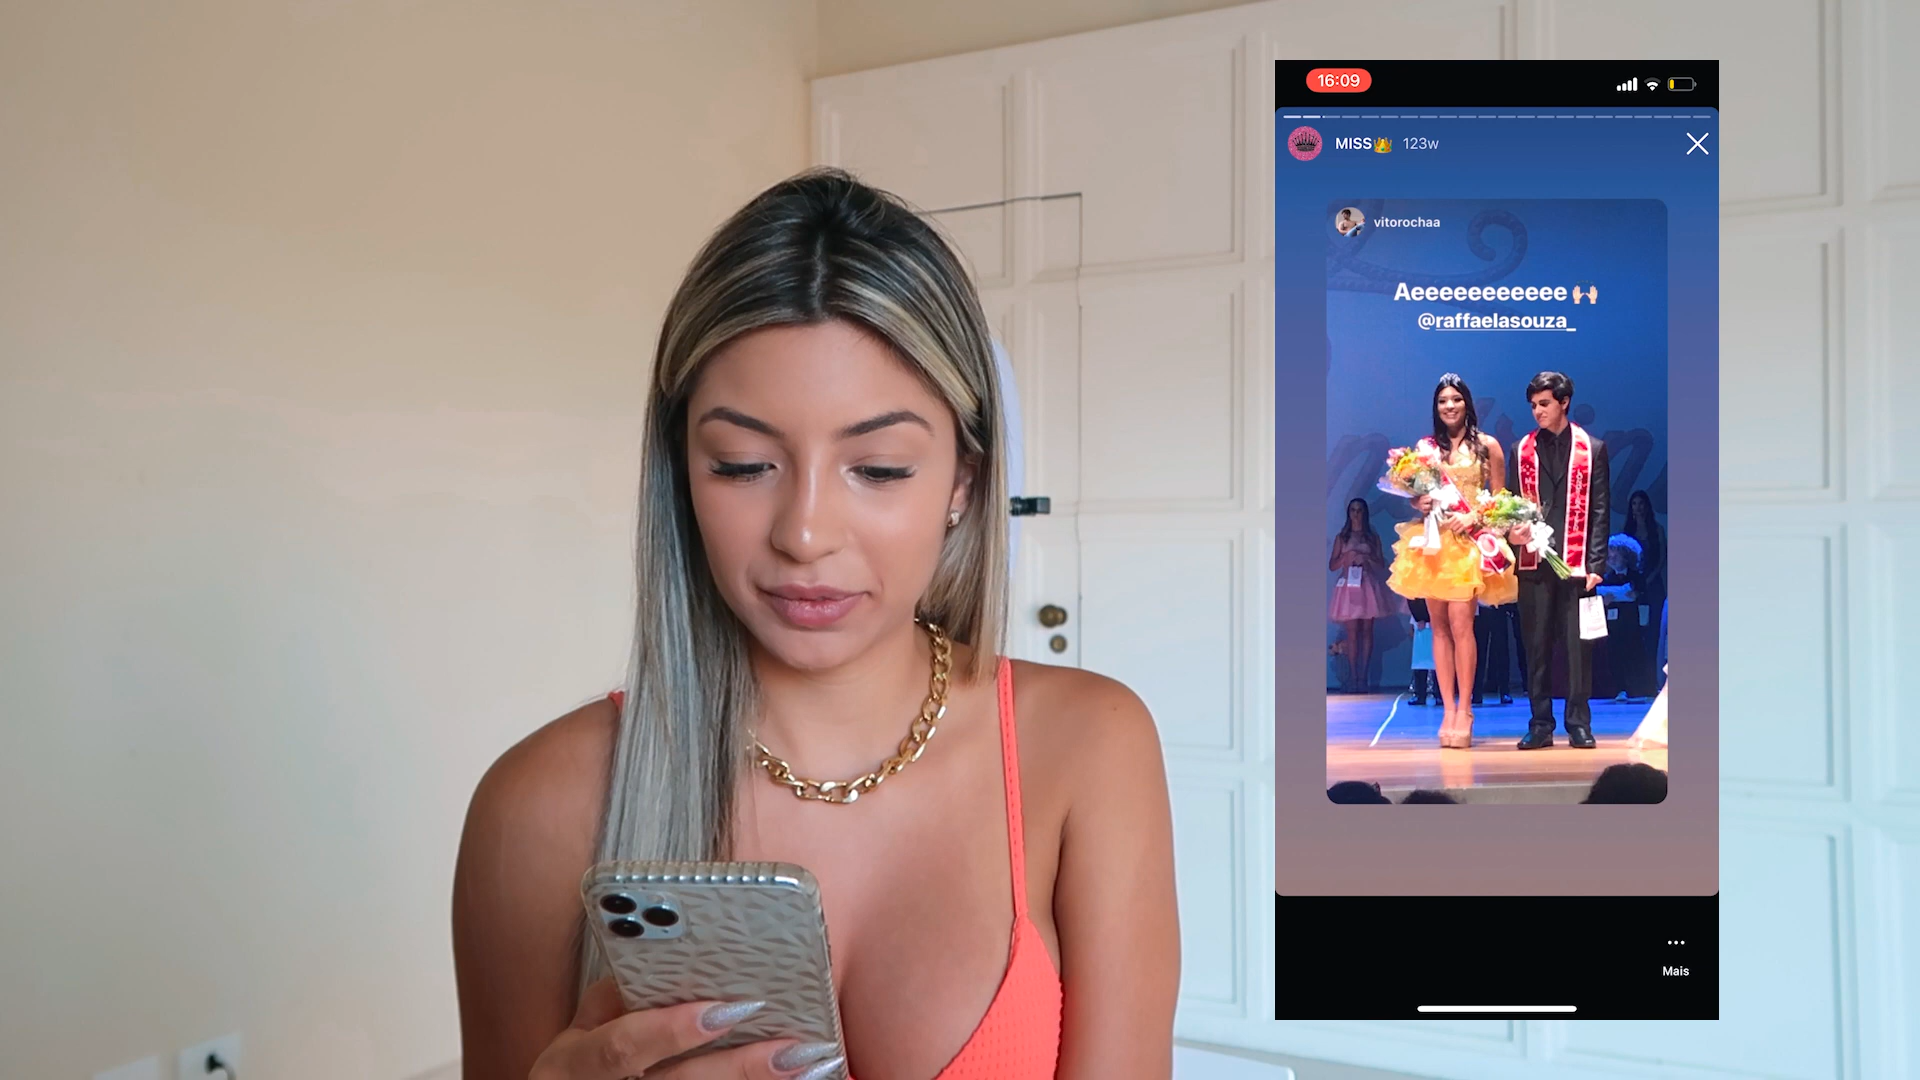 16:09
MISS👑 123w
vitorochaa
Aeeeeeeeeeee 🙌🏻
@raffaelasouza_
Mais